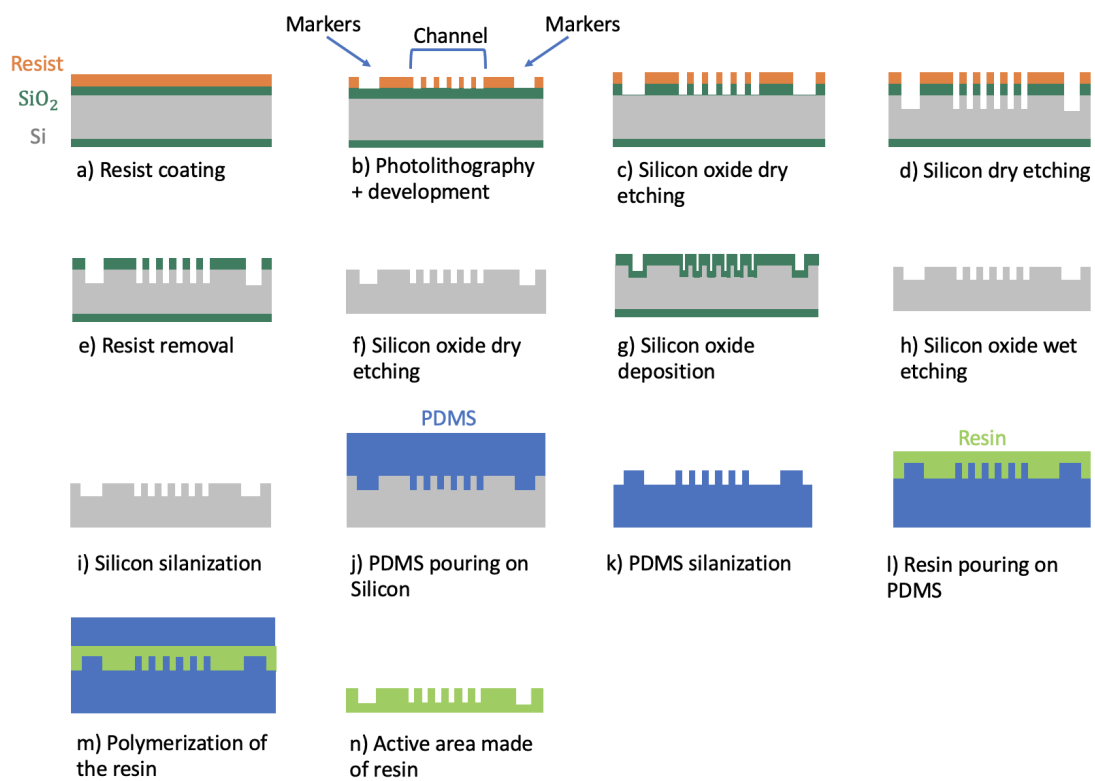 Markers
Channel
Markers
Resist
SiO₂
Si
a) Resist coating
b) Photolithography
+ development
c) Silicon oxide dry
etching
d) Silicon dry etching
e) Resist removal
f) Silicon oxide dry
etching
g) Silicon oxide
deposition
h) Silicon oxide wet
etching
PDMS
Resin
i) Silicon silanization
j) PDMS pouring on
Silicon
k) PDMS silanization
l) Resin pouring on
PDMS
m) Polymerization of
the resin
n) Active area made
of resin